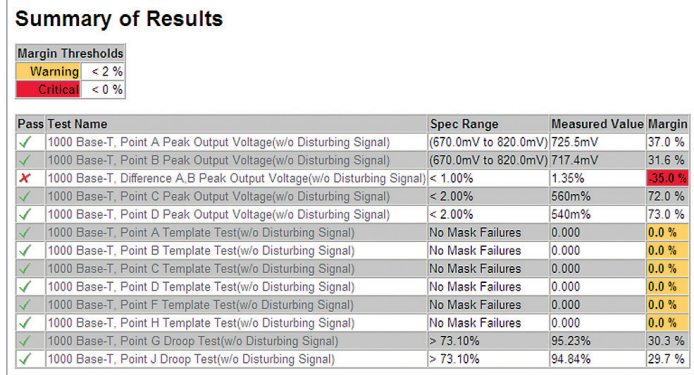 Summary of Results
Margin Thresholds
Warning < 2 %
Critical < 0 %
Pass Test Name Spec Range Measured Value Margin
1000 Base-T, Point A Peak Output Voltage(w/o Disturbing Signal) (670.0mV to 820.0mV) 725.5mV 37.0 %
1000 Base-T, Point B Peak Output Voltage(w/o Disturbing Signal) (670.0mV to 820.0mV) 717.4mV 31.6 %
1000 Base-T, Difference A,B Peak Output Voltage(w/o Disturbing Signal) < 1.00% 1.35% -35.0 %
1000 Base-T, Point C Peak Output Voltage(w/o Disturbing Signal) < 2.00% 560m% 72.0 %
1000 Base-T, Point D Peak Output Voltage(w/o Disturbing Signal) < 2.00% 540m% 73.0 %
1000 Base-T, Point A Template Test(w/o Disturbing Signal) No Mask Failures 0.000 0.0 %
1000 Base-T, Point B Template Test(w/o Disturbing Signal) No Mask Failures 0.000 0.0 %
1000 Base-T, Point C Template Test(w/o Disturbing Signal) No Mask Failures 0.000 0.0 %
1000 Base-T, Point D Template Test(w/o Disturbing Signal) No Mask Failures 0.000 0.0 %
1000 Base-T, Point F Template Test(w/o Disturbing Signal) No Mask Failures 0.000 0.0 %
1000 Base-T, Point H Template Test(w/o Disturbing Signal) No Mask Failures 0.000 0.0 %
1000 Base-T, Point G Droop Test(w/o Disturbing Signal) > 73.10% 95.23% 30.3 %
1000 Base-T, Point J Droop Test(w/o Disturbing Signal) > 73.10% 94.84% 29.7 %